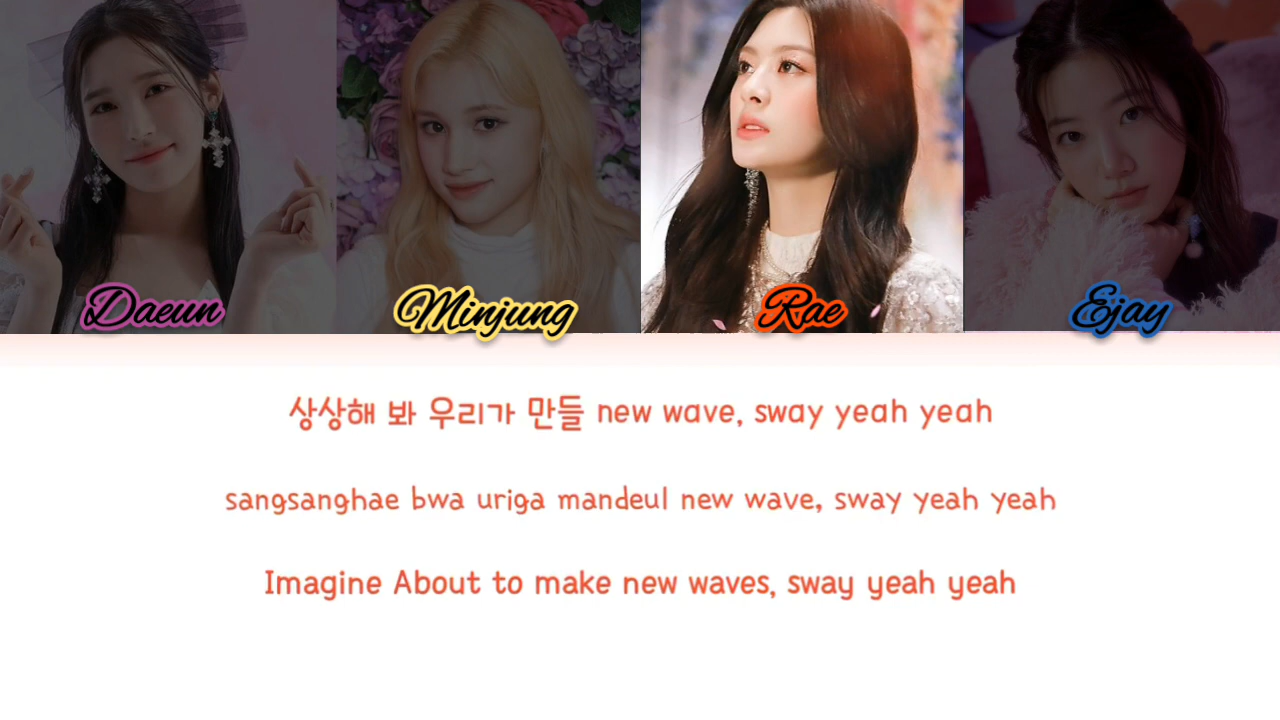 Daeun Minjung Rae Ejay
상상해 봐 우리가 만들 new wave, sway yeah yeah
sangsanghae bwa uriga mandeul new wave, sway yeah yeah
Imagine About to make new waves, sway yeah yeah